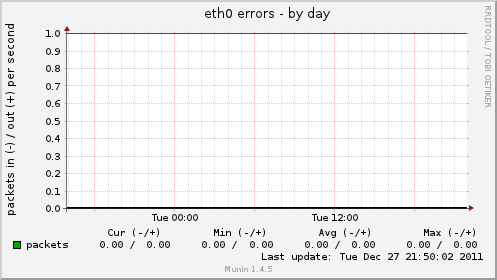 eth0 errors - by day
RRDTOOL / TOBI OETIKER
packets in (-) / out (+) per second
1.0
0.9
0.8
0.7
0.6
0.5
0.4
0.3
0.2
0.1
0.0
Tue 00:00 Tue 12:00
Cur (-/+) Min (-/+) Avg (-/+) Max (-/+)
packets 0.00 / 0.00 0.00 / 0.00 0.00 / 0.00 0.00 / 0.00
Last update: Tue Dec 27 21:50:02 2011
Munin 1.4.5